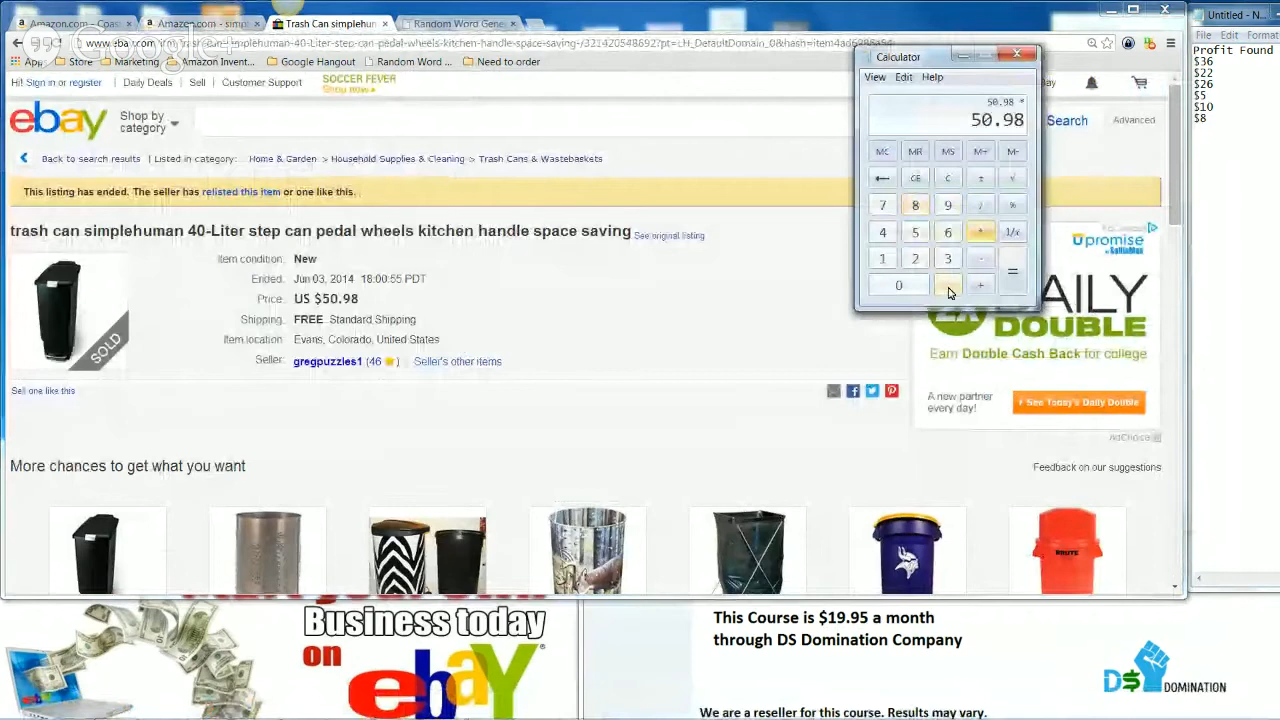 Amazon.com - Coas
Amazon.com: simpl
Trash Can simplehum
Random Word Gene
Untitled - N...
Google+
File Edit Format
Store
Marketing
Amazon Invent...
Google Hangout
Random Word ...
Need to order
Calculator
View Edit Help
50.98 *
50.98
MC MR MS M+ M-
← CE C ± √
7 8 9 / %
4 5 6 * 1/x
1 2 3 - =
0 . +
Profit Found
$36
$22
$26
$5
$10
$8
Hi! Sign in or register
Daily Deals
Sell
Customer Support
SOCCER FEVER
Shop now
ebay
Shop by category
Search
Advanced
Back to search results
Listed in category:
Home & Garden > Household Supplies & Cleaning > Trash Cans & Wastebaskets
This listing has ended. The seller has relisted this item or one like this.
trash can simplehuman 40-Liter step can pedal wheels kitchen handle space saving
See original listing
SOLD
Item condition: New
Ended: Jun 03, 2014 18:00:55 PDT
Price: US $50.98
Shipping: FREE Standard Shipping
Item location: Evans, Colorado, United States
Seller: gregpuzzles1 (46 ) Seller's other items
Sell one like this
Upromise
by SallieMae
DAILY
DOUBLE
Earn Double Cash Back for college
A new partner
every day!
See Today's Daily Double
AdChoice
More chances to get what you want
Feedback on our suggestions
BRUTE
Business today
on ebay
This Course is $19.95 a month
through DS Domination Company
D$ DOMINATION
We are a reseller for this course. Results may vary.